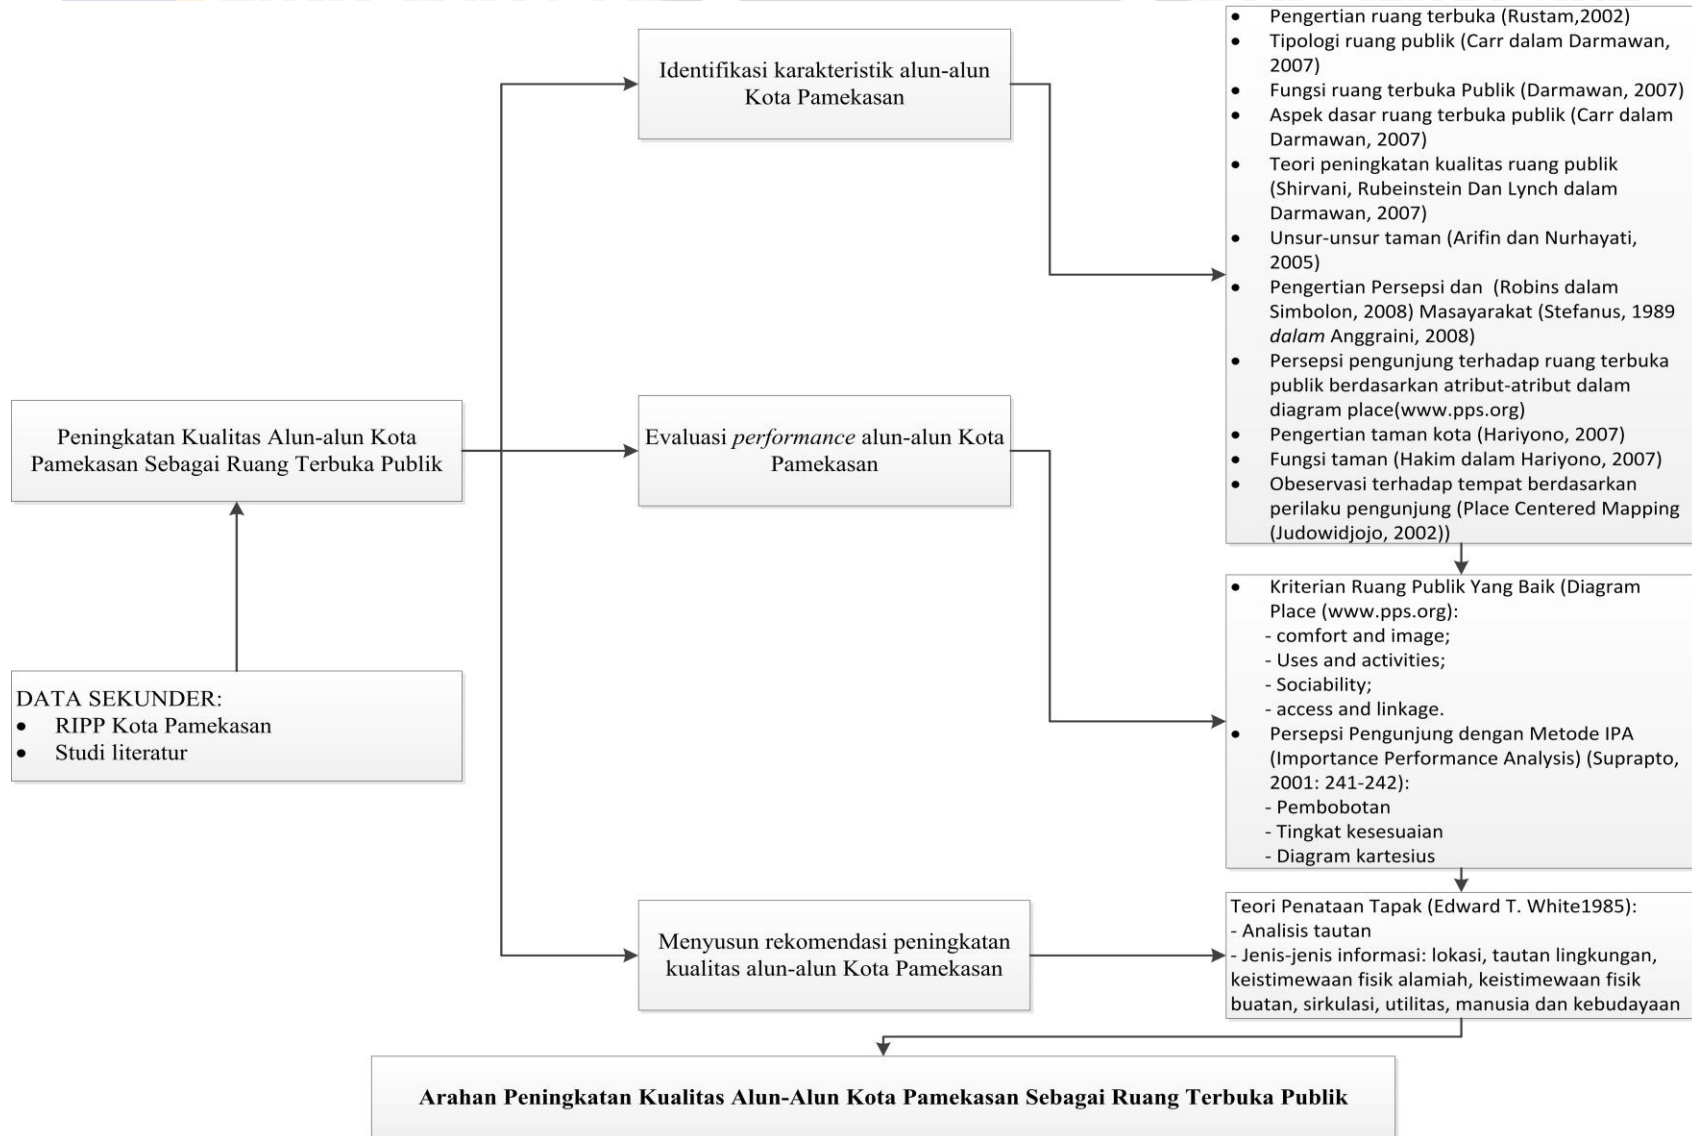 Peningkatan Kualitas Alun-alun Kota
Pamekasan Sebagai Ruang Terbuka Publik
DATA SEKUNDER:
• RIPP Kota Pamekasan
• Studi literatur
Identifikasi karakteristik alun-alun
Kota Pamekasan
Evaluasi performance alun-alun Kota
Pamekasan
Menyusun rekomendasi peningkatan
kualitas alun-alun Kota Pamekasan
• Pengertian ruang terbuka (Rustam,2002)
• Tipologi ruang publik (Carr dalam Darmawan,
2007)
• Fungsi ruang terbuka Publik (Darmawan, 2007)
• Aspek dasar ruang terbuka publik (Carr dalam
Darmawan, 2007)
• Teori peningkatan kualitas ruang publik
(Shirvani, Rubeinstein Dan Lynch dalam
Darmawan, 2007)
• Unsur-unsur taman (Arifin dan Nurhayati,
2005)
• Pengertian Persepsi dan (Robins dalam
Simbolon, 2008) Masayarakat (Stefanus, 1989
dalam Anggraini, 2008)
• Persepsi pengunjung terhadap ruang terbuka
publik berdasarkan atribut-atribut dalam
diagram place(www.pps.org)
• Pengertian taman kota (Hariyono, 2007)
• Fungsi taman (Hakim dalam Hariyono, 2007)
• Obeservasi terhadap tempat berdasarkan
perilaku pengunjung (Place Centered Mapping
(Judowidjojo, 2002))
• Kriterian Ruang Publik Yang Baik (Diagram
Place (www.pps.org):
- comfort and image;
- Uses and activities;
- Sociability;
- access and linkage.
• Persepsi Pengunjung dengan Metode IPA
(Importance Performance Analysis) (Suprapto,
2001: 241-242):
- Pembobotan
- Tingkat kesesuaian
- Diagram kartesius
Teori Penataan Tapak (Edward T. White1985):
- Analisis tautan
- Jenis-jenis informasi: lokasi, tautan lingkungan,
keistimewaan fisik alamiah, keistimewaan fisik
buatan, sirkulasi, utilitas, manusia dan kebudayaan
Arahan Peningkatan Kualitas Alun-Alun Kota Pamekasan Sebagai Ruang Terbuka Publik